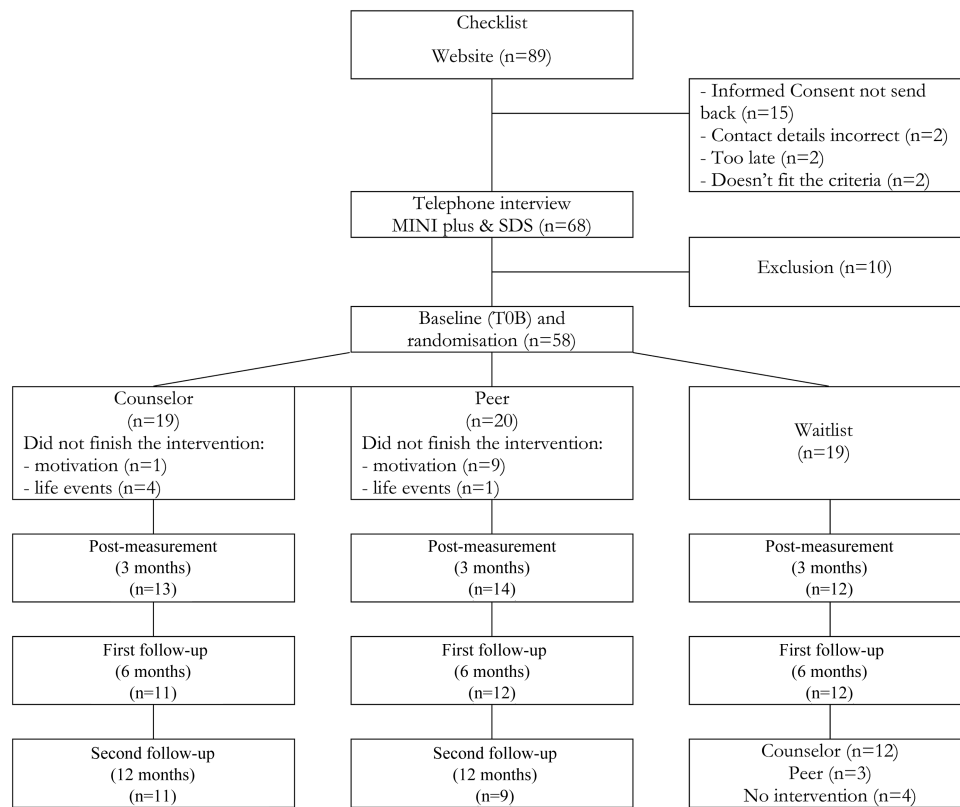 Checklist
Website (n=89)
- Informed Consent not send
back (n=15)
- Contact details incorrect (n=2)
- Too late (n=2)
- Doesn't fit the criteria (n=2)
Telephone interview
MINI plus & SDS (n=68)
Exclusion (n=10)
Baseline (T0B) and
randomisation (n=58)
Counselor
(n=19)
Did not finish the intervention:
- motivation (n=1)
- life events (n=4)
Peer
(n=20)
Did not finish the intervention:
- motivation (n=9)
- life events (n=1)
Waitlist
(n=19)
Post-measurement
(3 months)
(n=13)
Post-measurement
(3 months)
(n=14)
Post-measurement
(3 months)
(n=12)
First follow-up
(6 months)
(n=11)
First follow-up
(6 months)
(n=12)
First follow-up
(6 months)
(n=12)
Second follow-up
(12 months)
(n=11)
Second follow-up
(12 months)
(n=9)
Counselor (n=12)
Peer (n=3)
No intervention (n=4)